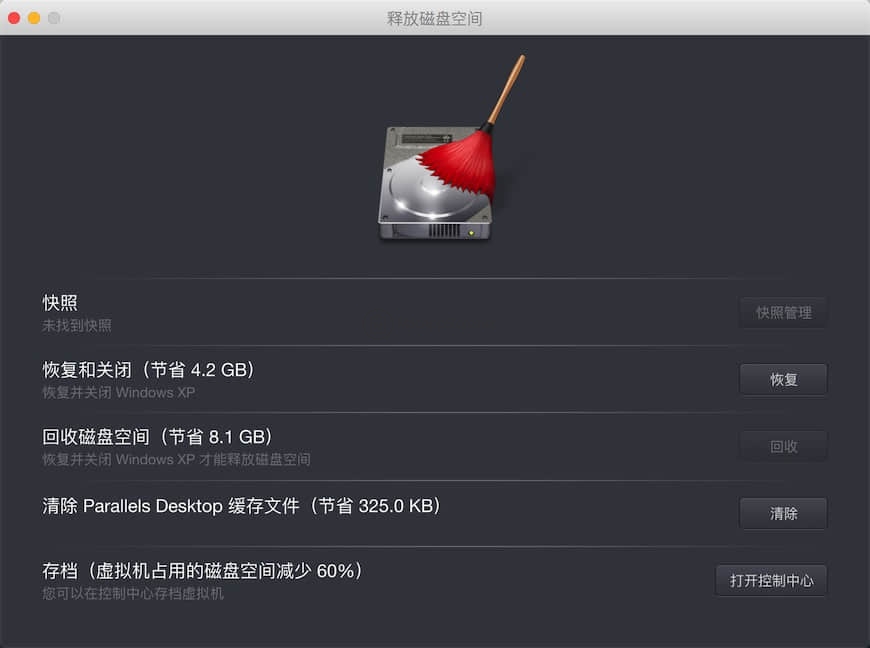 释放磁盘空间
快照
未找到快照
快照管理
恢复和关闭（节省 4.2 GB）
恢复并关闭 Windows XP
恢复
回收磁盘空间（节省 8.1 GB）
恢复并关闭 Windows XP 才能释放磁盘空间
回收
清除 Parallels Desktop 缓存文件（节省 325.0 KB）
清除
存档（虚拟机占用的磁盘空间减少 60%）
您可以在控制中心存档虚拟机
打开控制中心